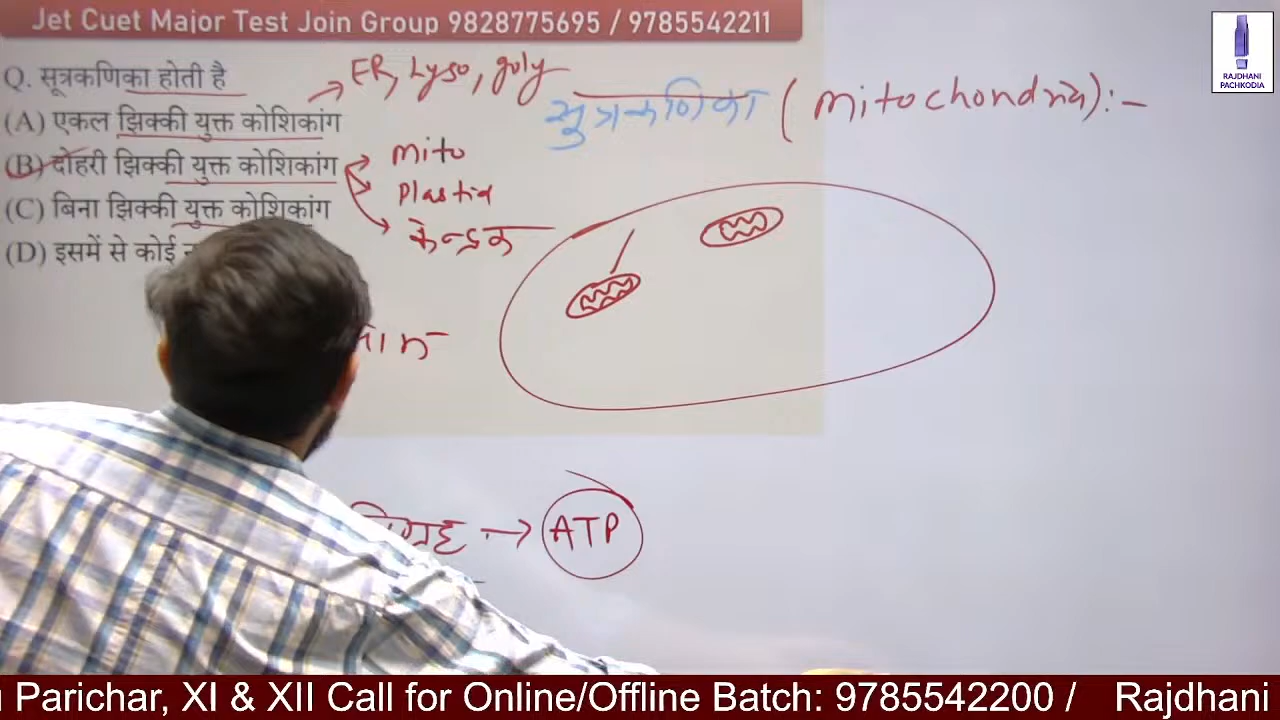 Jet Cuet Major Test Join Group 9828775695 / 9785542211
RAJDHANI
PACHKODIA
Q. सूत्रकणिका होती है
ER, Lyso, golgy
सुत्रकणिका (mitochondria):-
(A) एकल झिक्की युक्त कोशिकांग
(B) दोहरी झिक्की युक्त कोशिकांग
mito
Plastid
केन्द्रक
(C) बिना झिक्की युक्त कोशिकांग
(D) इसमें से कोई
ATP
Parichar, XI & XII Call for Online/Offline Batch: 9785542200 / Rajdhani